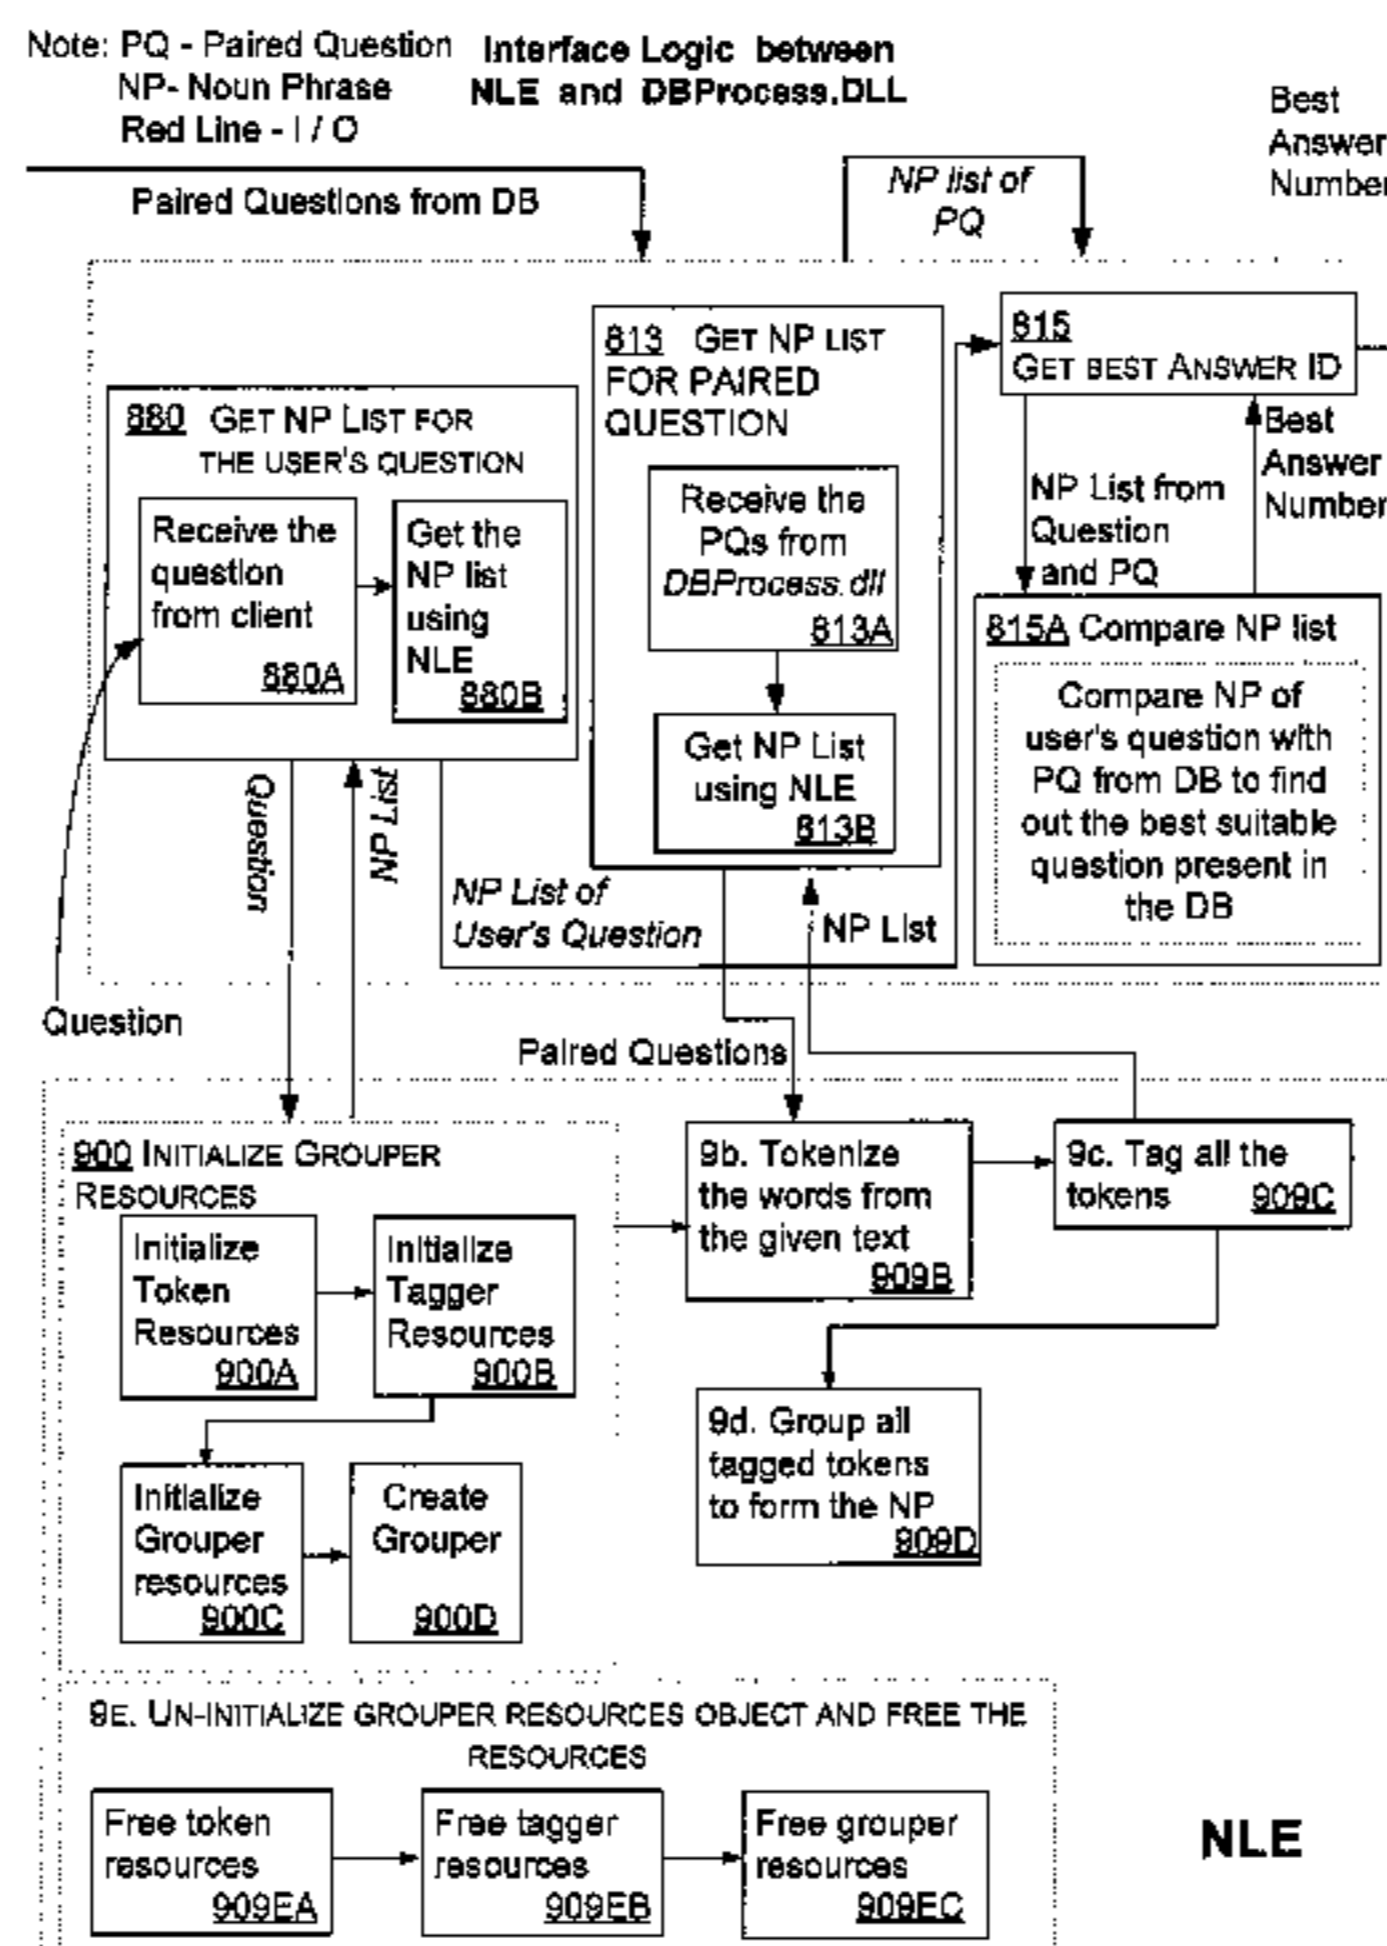 Note: PQ - Paired Question
NP- Noun Phrase
Red Line - I / O
Interface Logic between
NLE and DBProcess.DLL
Best
Answer
Number
Paired Questions from DB
NP list of
PQ
880 GET NP LIST FOR
THE USER'S QUESTION
Receive the
question
from client
880A
Get the
NP list
using
NLE
880B
813 GET NP LIST
FOR PAIRED
QUESTION
Receive the
PQs from
DBProcess.dll
813A
Get NP List
using NLE
813B
815
GET BEST ANSWER ID
NP List from
Question
and PQ
Best
Answer
Number
815A Compare NP list
Compare NP of
user's question with
PQ from DB to find
out the best suitable
question present in
the DB
Question
NP List
NP List of
User's Question
NP List
Question
Paired Questions
900 INITIALIZE GROUPER
RESOURCES
Initialize
Token
Resources
900A
Initialize
Tagger
Resources
900B
Initialize
Grouper
resources
900C
Create
Grouper
900D
9b. Tokenize
the words from
the given text
909B
9c. Tag all the
tokens 909C
9d. Group all
tagged tokens
to form the NP
909D
9E. UN-INITIALIZE GROUPER RESOURCES OBJECT AND FREE THE
RESOURCES
Free token
resources
909EA
Free tagger
resources
909EB
Free grouper
resources
909EC
NLE